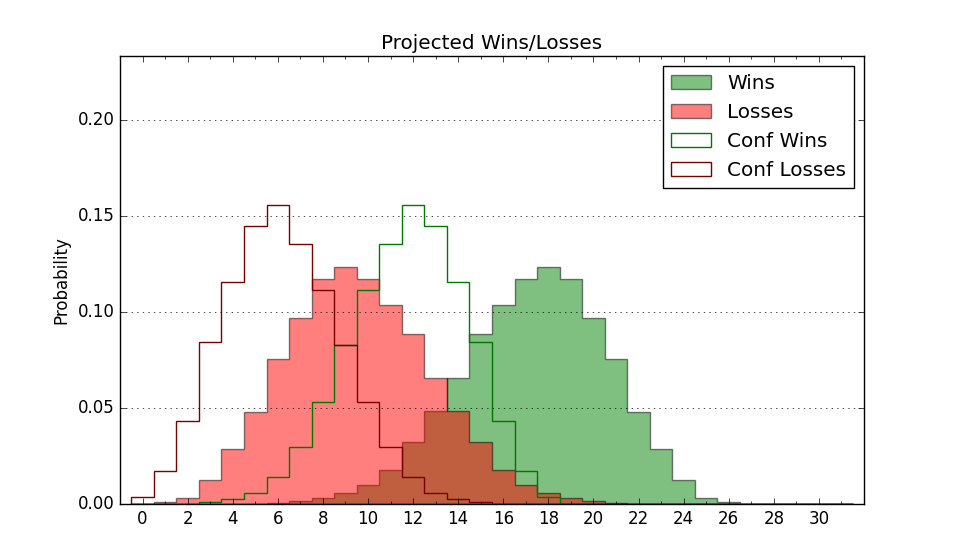 Projected Wins/Losses
Wins
Losses
Conf Wins
Conf Losses
Probability
0.20
0.15
0.10
0.05
0.00
0 2 4 6 8 10 12 14 16 18 20 22 24 26 28 30